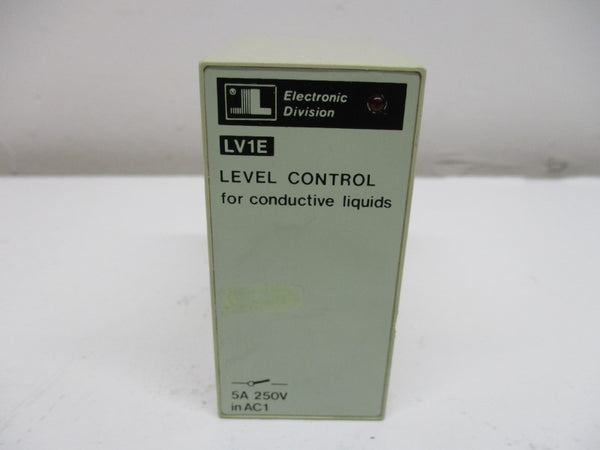 ® L Electronic
Division
LV1E
LEVEL CONTROL
for conductive liquids
5A 250V
in AC1